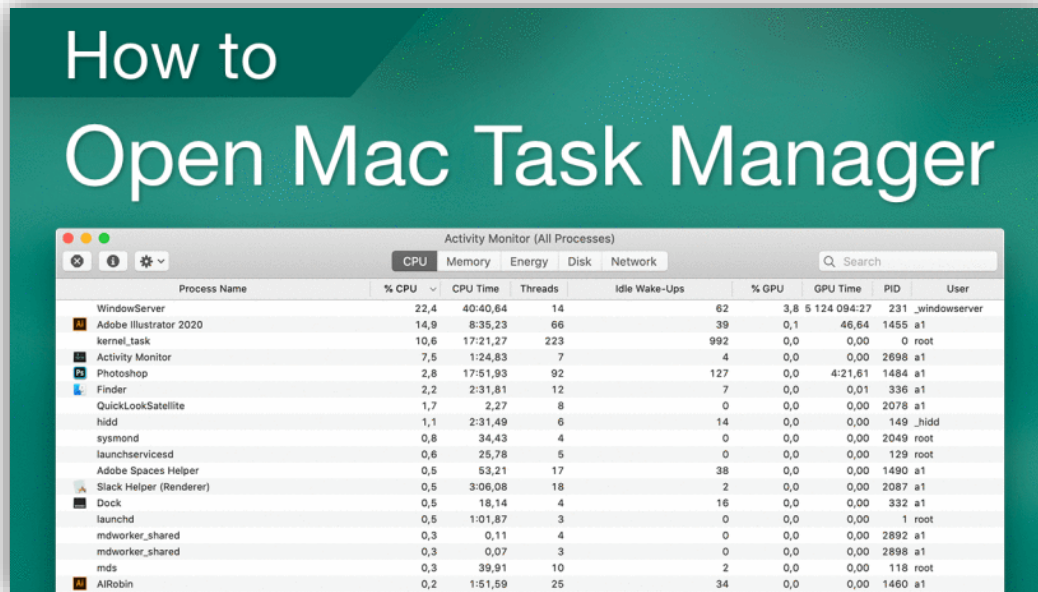 How to
Open Mac Task Manager
Activity Monitor (All Processes)
CPU Memory Energy Disk Network Search
Process Name % CPU CPU Time Threads Idle Wake-Ups % GPU GPU Time PID User
WindowServer 22,4 40:40,64 14 62 3,8 5 124 094:27 231 _windowserver
Ai Adobe Illustrator 2020 14,9 8:35,23 66 39 0,1 46,64 1455 a1
kernel_task 10,6 17:21,27 223 992 0,0 0,00 0 root
Activity Monitor 7,5 1:24,83 7 4 0,0 0,00 2698 a1
Ps Photoshop 2,8 17:51,93 92 127 0,0 4:21,61 1484 a1
Finder 2,2 2:31,81 12 7 0,0 0,01 336 a1
QuickLookSatellite 1,7 2,27 8 0 0,0 0,00 2078 a1
hidd 1,1 2:31,49 6 14 0,0 0,00 149 _hidd
sysmond 0,8 34,43 4 0 0,0 0,00 2049 root
launchservicesd 0,6 25,78 5 0 0,0 0,00 129 root
Adobe Spaces Helper 0,5 53,21 17 38 0,0 0,00 1490 a1
Slack Helper (Renderer) 0,5 3:06,08 18 2 0,0 0,00 2087 a1
Dock 0,5 18,14 4 16 0,0 0,00 332 a1
launchd 0,5 1:01,87 3 0 0,0 0,00 1 root
mdworker_shared 0,3 0,11 4 0 0,0 0,00 2892 a1
mdworker_shared 0,3 0,07 3 0 0,0 0,00 2898 a1
mds 0,3 39,91 10 2 0,0 0,00 118 root
Ai AIRobin 0,2 1:51,59 25 34 0,0 0,00 1460 a1